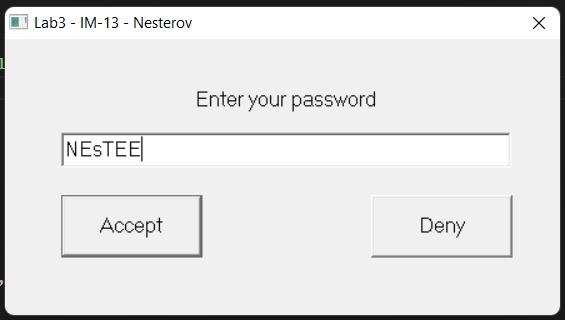 Lab3 - IM-13 - Nesterov
Enter your password
NEsTEE
Accept
Deny